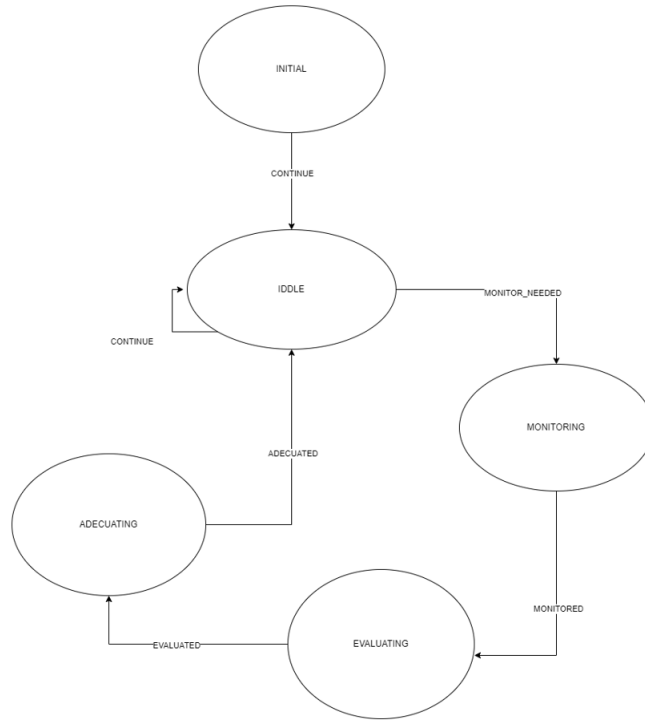 INITIAL
CONTINUE
IDDLE
MONITOR_NEEDED
CONTINUE
MONITORING
ADECUATED
ADECUATING
MONITORED
EVALUATED
EVALUATING